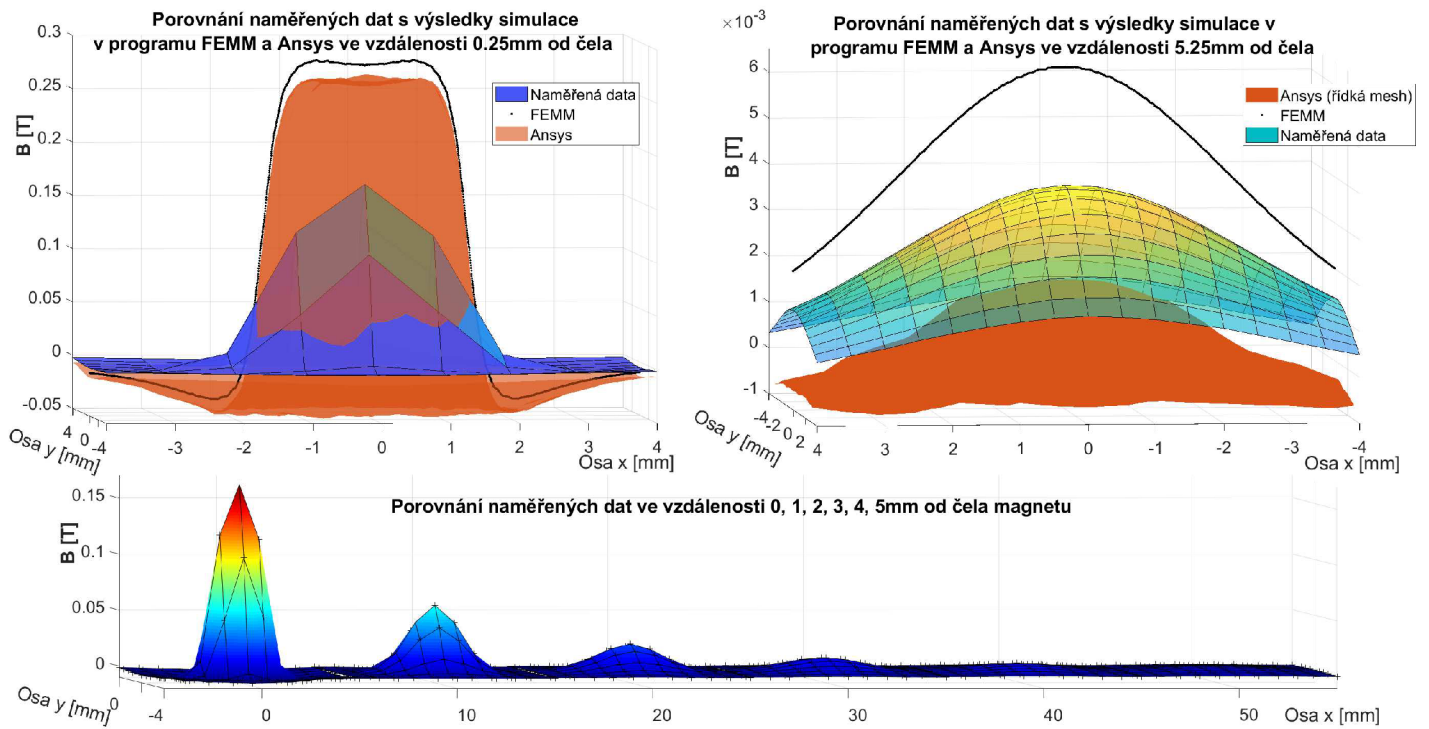 Porovnání naměřených dat s výsledky simulace
v programu FEMM a Ansys ve vzdálenosti 0.25mm od čela
0.3
0.25
0.2
0.15
0.1
0.05
0
-0.05
B [T]
Naměřená data
FEMM
Ansys
4 0 -4
Osa y [mm]
-3 -2 -1 0 1 2 3 4
Osa x [mm]
×10⁻³
Porovnání naměřených dat s výsledky simulace v
programu FEMM a Ansys ve vzdálenosti 5.25mm od čela
6
5
4
3
2
1
0
-1
B [T]
Ansys (řídká mesh)
FEMM
Naměřená data
-4 -2 0 2 4
Osa y [mm]
3 2 1 0 -1 -2 -3 -4
Osa x [mm]
Porovnání naměřených dat ve vzdálenosti 0, 1, 2, 3, 4, 5mm od čela magnetu
0.15
0.1
0.05
0
B [T]
0 -4
Osa y [mm]
0 10 20 30 40 50
Osa x [mm]